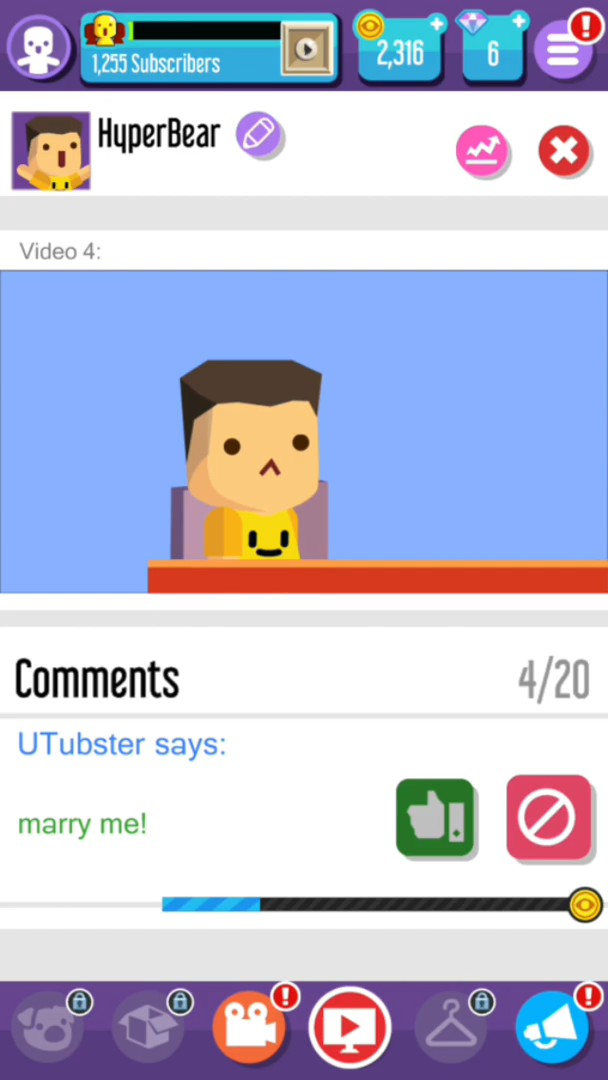 1,255 Subscribers
2,316
6
HyperBear
Video 4:
Comments
4/20
UTubster says:
marry me!